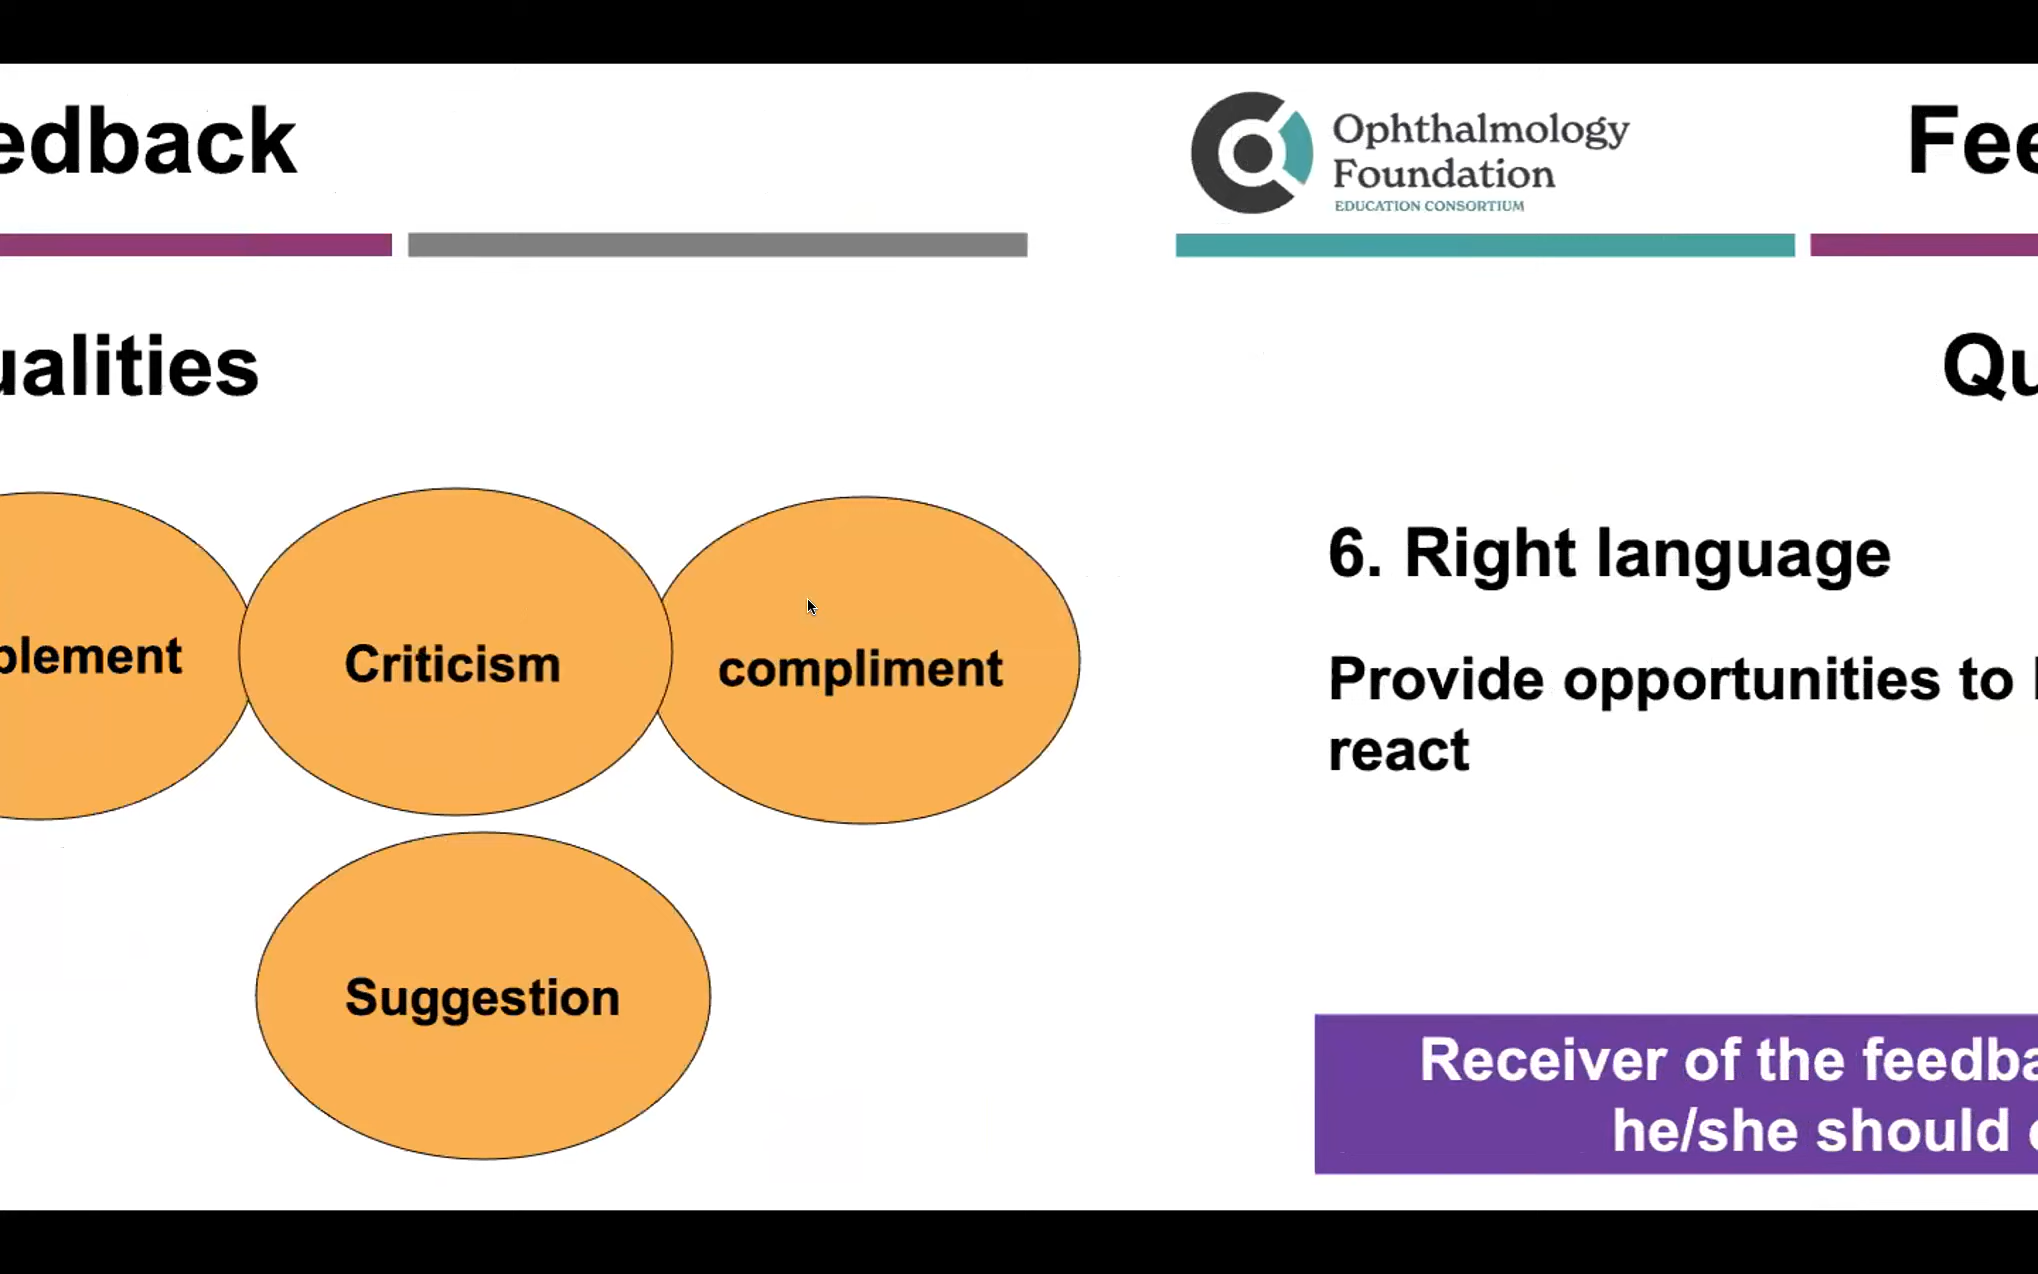 edback
ualities
plement
Criticism
compliment
Suggestion
Ophthalmology
Foundation
EDUCATION CONSORTIUM
Fee
Qu
6. Right language
Provide opportunities to
react
Receiver of the feedba
he/she should